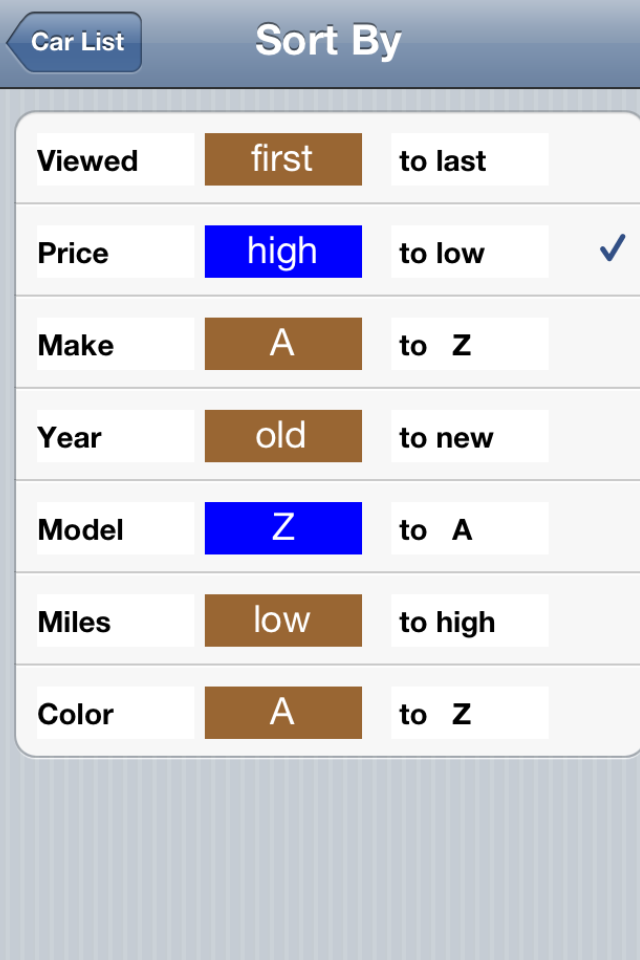 Car List Sort By
Viewed first to last
Price high to low
Make A to Z
Year old to new
Model Z to A
Miles low to high
Color A to Z